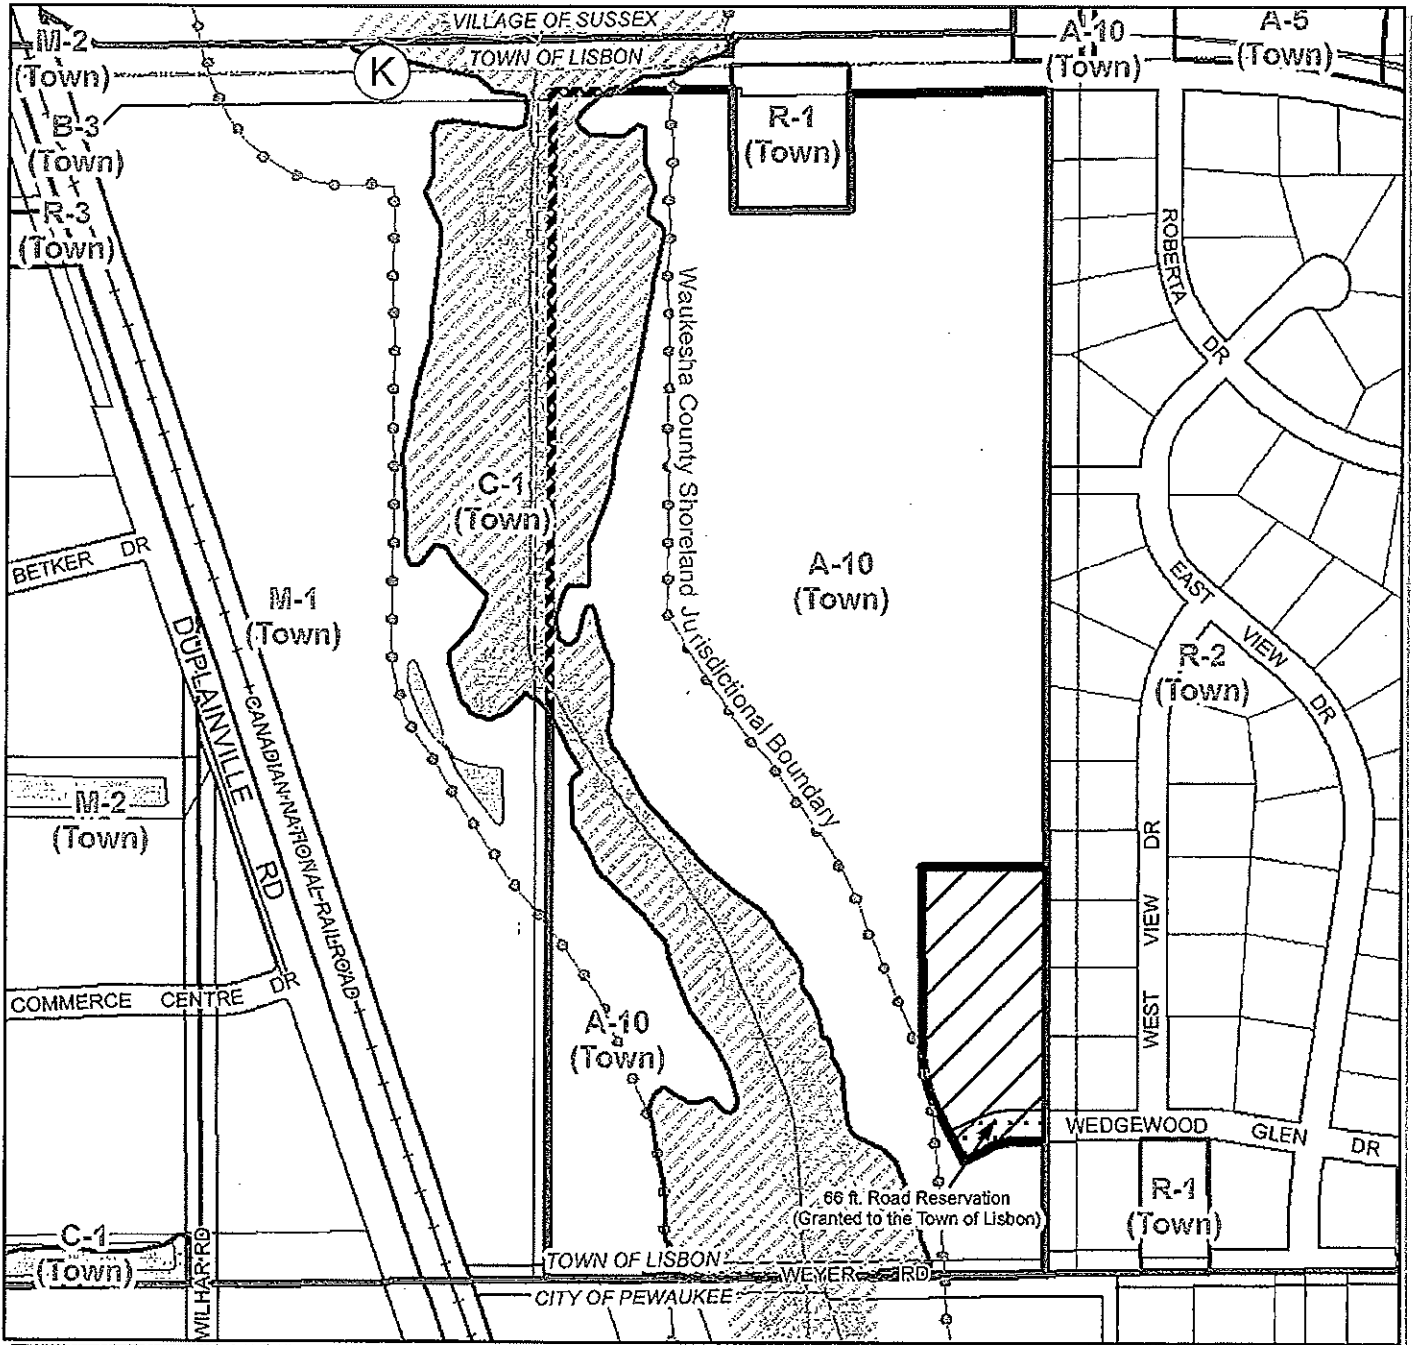 VILLAGE OF SUSSEX
TOWN OF LISBON
K
M-2
(Town)
A-10
(Town)
A-5
(Town)
B-3
(Town)
R-1
(Town)
R-3
(Town)
ROBERTA
DR
Waukesha County Shoreland Jurisdictional Boundary
C-1
(Town)
A-10
(Town)
BETKER DR
M-1
(Town)
EAST VIEW DR
R-2
(Town)
DUPLAINVILLE RD
CANADIAN NATIONAL RAILROAD
M-2
(Town)
WEST VIEW DR
COMMERCE CENTRE DR
A-10
(Town)
WEDGEWOOD GLEN DR
66 ft. Road Reservation
(Granted to the Town of Lisbon)
R-1
(Town)
C-1
(Town)
WILHAR RD
TOWN OF LISBON
WEYER RD
CITY OF PEWAUKEE